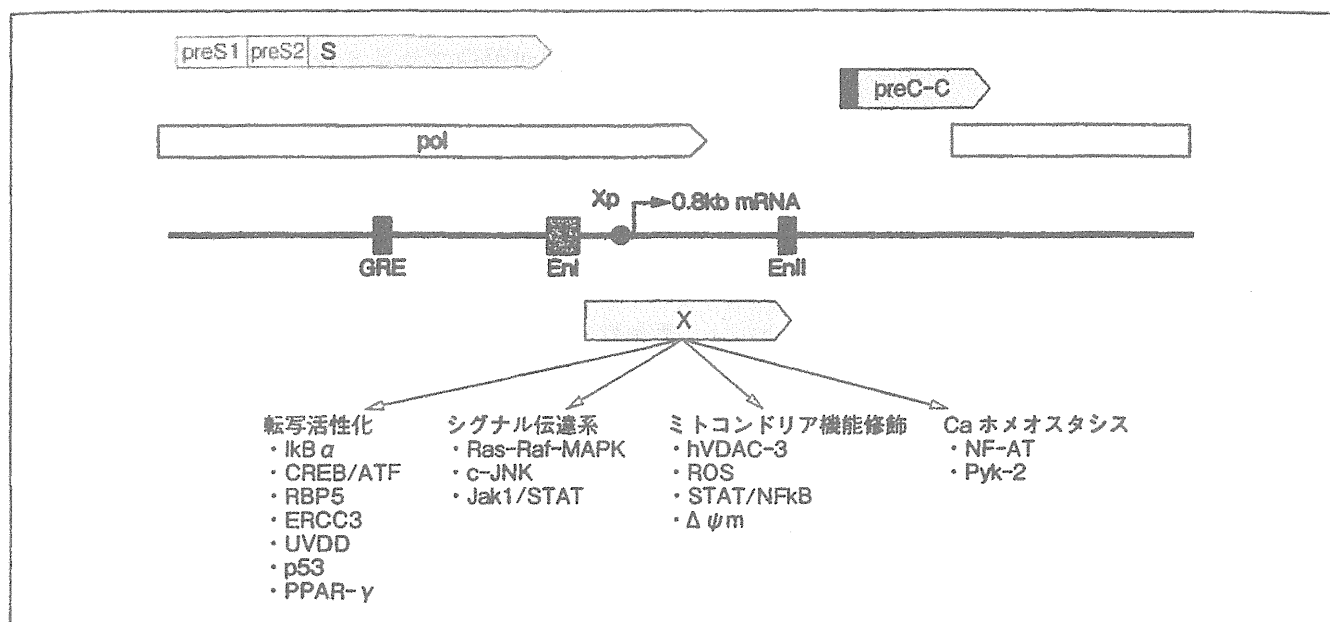 preS1 preS2 S
preC-C
pol
Xp 0.8kb mRNA
GRE EnI EnII
X
転写活性化
・IkBα
・CREB/ATF
・RBP5
・ERCC3
・UVDD
・p53
・PPAR-γ
シグナル伝達系
・Ras-Raf-MAPK
・c-JNK
・Jak1/STAT
ミトコンドリア機能修飾
・hVDAC-3
・ROS
・STAT/NFkB
・Δψm
Caホメオスタシス
・NF-AT
・Pyk-2